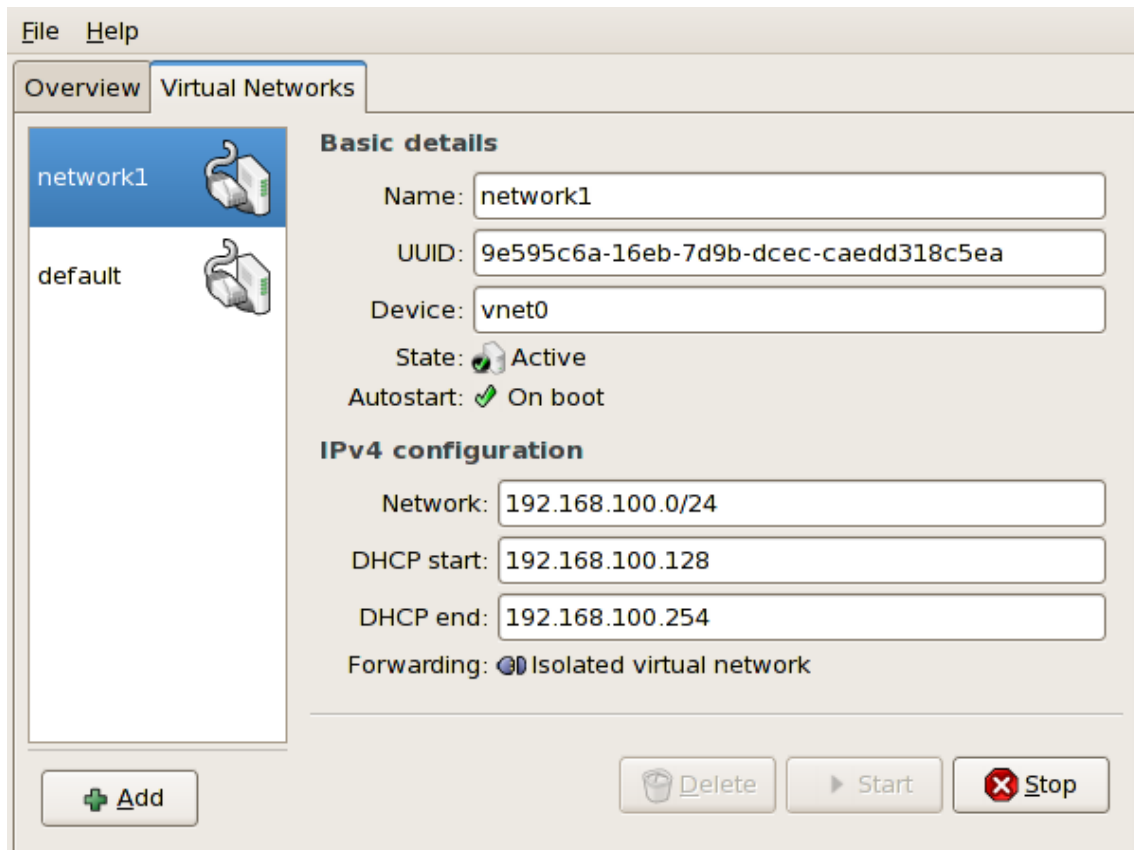 File Help
Overview Virtual Networks
network1
default
Basic details
Name: network1
UUID: 9e595c6a-16eb-7d9b-dcec-caedd318c5ea
Device: vnet0
State: Active
Autostart: On boot
IPv4 configuration
Network: 192.168.100.0/24
DHCP start: 192.168.100.128
DHCP end: 192.168.100.254
Forwarding: Isolated virtual network
Add Delete Start Stop